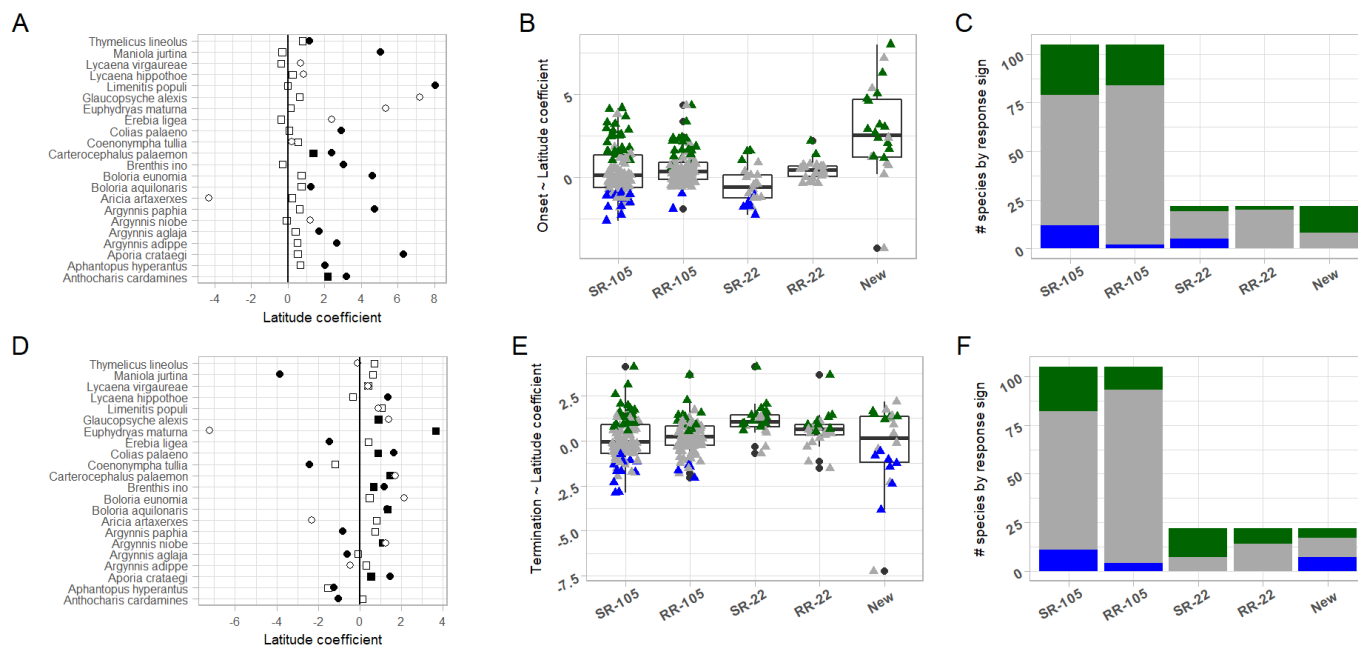 A
Thymelicus lineolus
Maniola jurtina
Lycaena virgaureae
Lycaena hippothoe
Limenitis populi
Glaucopsyche alexis
Euphydryas maturna
Erebia ligea
Colias palaeno
Coenonympha tullia
Carterocephalus palaemon
Brenthis ino
Boloria eunomia
Boloria aquilonaris
Aricia artaxerxes
Argynnis paphia
Argynnis niobe
Argynnis aglaja
Argynnis adippe
Aporia crataegi
Aphantopus hyperantus
Anthocharis cardamines
-4 -2 0 2 4 6 8
Latitude coefficient
B
Onset ~ Latitude coefficient
5
0
SR-105 RR-105 SR-22 RR-22 New
C
# species by response sign
100
75
50
25
0
SR-105 RR-105 SR-22 RR-22 New
D
Thymelicus lineolus
Maniola jurtina
Lycaena virgaureae
Lycaena hippothoe
Limenitis populi
Glaucopsyche alexis
Euphydryas maturna
Erebia ligea
Colias palaeno
Coenonympha tullia
Carterocephalus palaemon
Brenthis ino
Boloria eunomia
Boloria aquilonaris
Aricia artaxerxes
Argynnis paphia
Argynnis niobe
Argynnis aglaja
Argynnis adippe
Aporia crataegi
Aphantopus hyperantus
Anthocharis cardamines
-6 -4 -2 0 2 4
Latitude coefficient
E
Termination ~ Latitude coefficient
2.5
0.0
-2.5
-5.0
-7.5
SR-105 RR-105 SR-22 RR-22 New
F
# species by response sign
100
75
50
25
0
SR-105 RR-105 SR-22 RR-22 New